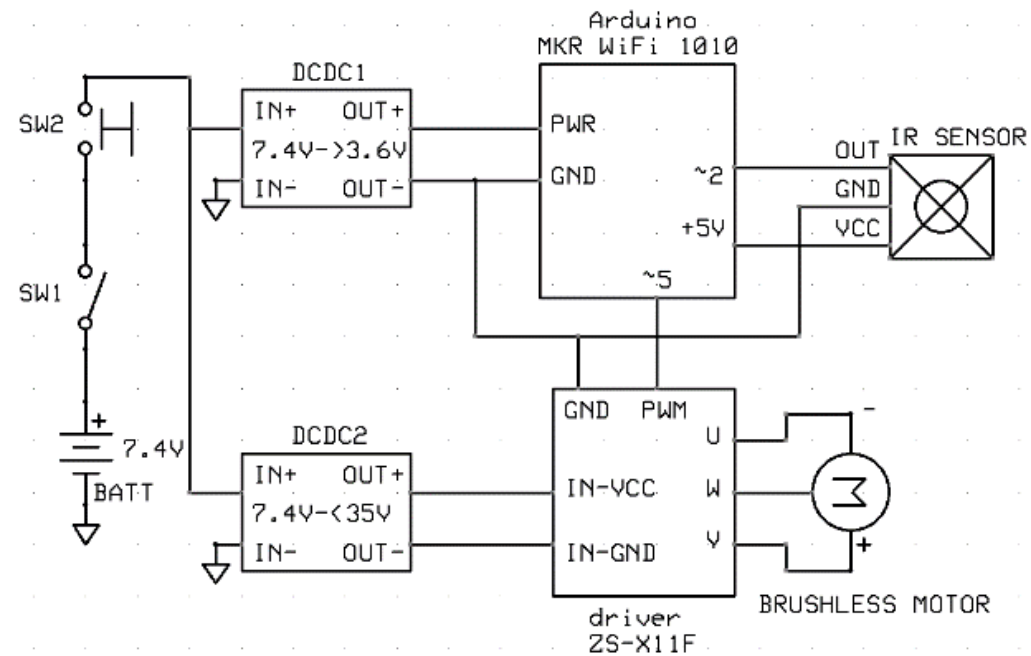 Arduino
MKR WiFi 1010
DCDC1
IN+ OUT+
7.4V->3.6V
IN- OUT-
SW2
SW1
+
7.4V
BATT
PWR
GND
~2
+5V
~5
IR SENSOR
OUT
GND
VCC
DCDC2
IN+ OUT+
7.4V-<35V
IN- OUT-
GND PWM
U
IN-VCC W
IN-GND V
driver
ZS-X11F
-
M
+
BRUSHLESS MOTOR